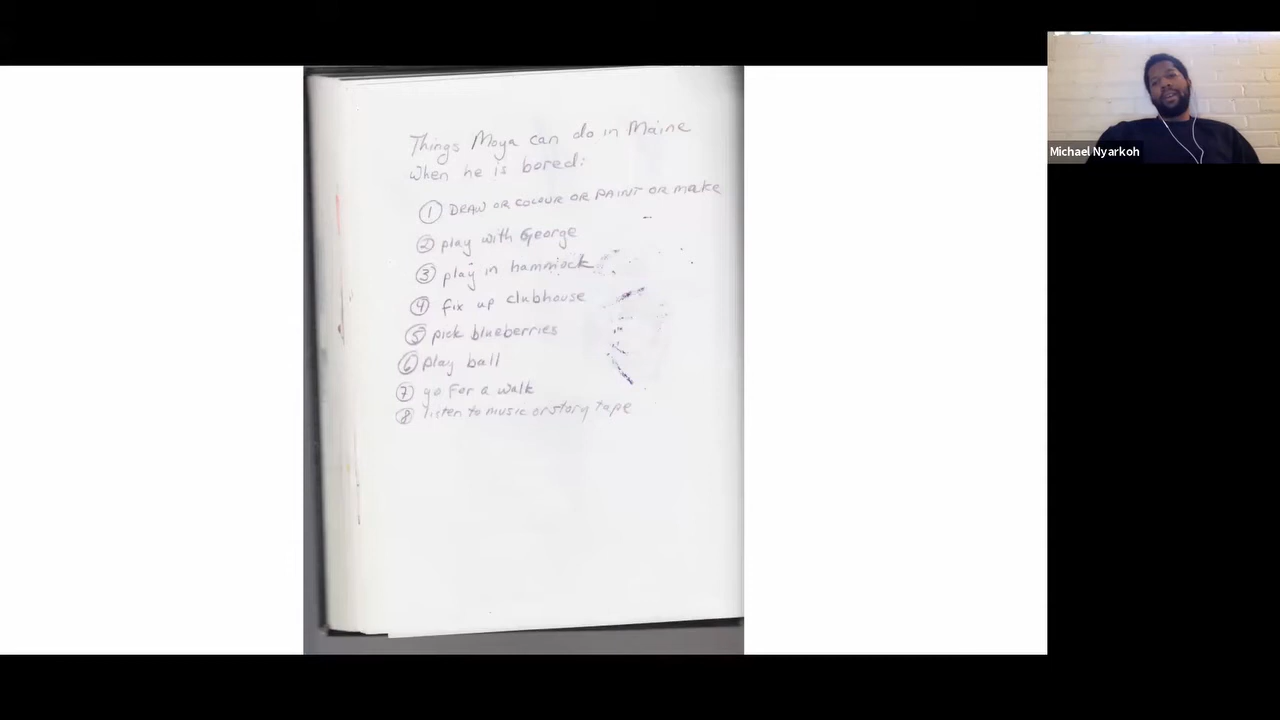 Things Moya can do in Maine
when he is bored:
① DRAW OR COLOUR OR PAINT OR make
② play with George
③ play in hammock
④ fix up clubhouse
⑤ pick blueberries
⑥ play ball
⑦ go for a walk
⑧ listen to music or story tape
Michael Nyarkoh